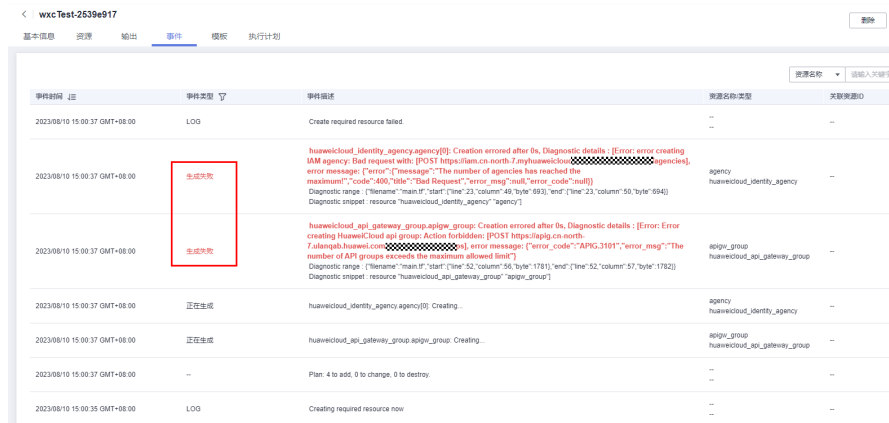 wxcTest-2539e917
删除
基本信息 资源 输出 事件 模板 执行计划
资源名称 请输入关键字
事件时间 事件类型 事件描述 资源名称/类型 关联资源ID
2023/08/10 15:00:37 GMT+08:00 LOG Create required resource failed. -- -- --
huaweicloud_identity_agency.agency[0]: Creation errored after 0s, Diagnostic details : [Error: error creating
IAM agency: Bad request with: [POST https://iam.cn-north-7.myhuaweicloud agencies],
error message: {"error":{"message":"The number of agencies has reached the
maximum!","code":400,"title":"Bad Request","error_msg":null,"error_code":null}}
Diagnostic range : {"filename":"main.tf","start":{"line":23,"column":49,"byte":693},"end":{"line":23,"column":50,"byte":694}}
Diagnostic snippet : resource "huaweicloud_identity_agency" "agency"]
2023/08/10 15:00:37 GMT+08:00 生成失败 agency --
huaweicloud_identity_agency
huaweicloud_api_gateway_group.apigw_group: Creation errored after 0s, Diagnostic details : [Error: Error
creating HuaweiCloud api group: Action forbidden: [POST https://apig.cn-north-
7.ulanqab.huawei.com ps], error message: {"error_code":"APIG.3101","error_msg":"The
number of API groups exceeds the maximum allowed limit"}
Diagnostic range : {"filename":"main.tf","start":{"line":52,"column":56,"byte":1781},"end":{"line":52,"column":57,"byte":1782}}
Diagnostic snippet : resource "huaweicloud_api_gateway_group" "apigw_group"]
2023/08/10 15:00:37 GMT+08:00 生成失败 apigw_group --
huaweicloud_api_gateway_group
2023/08/10 15:00:37 GMT+08:00 正在生成 huaweicloud_identity_agency.agency[0]: Creating... agency --
huaweicloud_identity_agency
2023/08/10 15:00:37 GMT+08:00 正在生成 huaweicloud_api_gateway_group.apigw_group: Creating... apigw_group --
huaweicloud_api_gateway_group
2023/08/10 15:00:37 GMT+08:00 -- Plan: 4 to add, 0 to change, 0 to destroy. -- -- --
2023/08/10 15:00:35 GMT+08:00 LOG Creating required resource now -- -- --